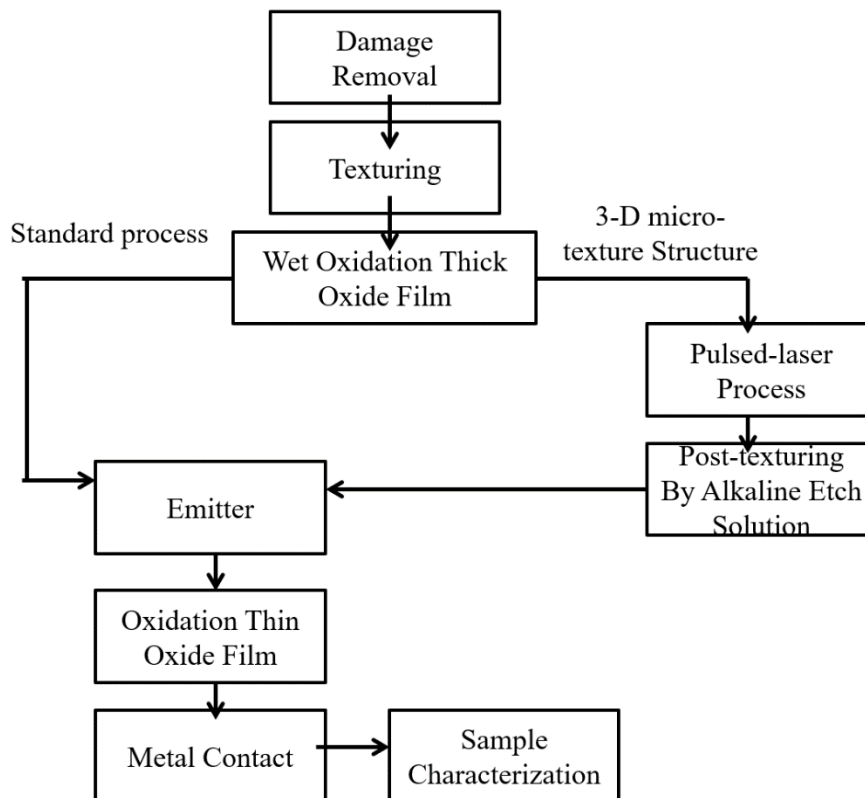 Damage
Removal
Texturing
Standard process
3-D micro-
texture Structure
Wet Oxidation Thick
Oxide Film
Pulsed-laser
Process
Post-texturing
By Alkaline Etch
Solution
Emitter
Oxidation Thin
Oxide Film
Metal Contact
Sample
Characterization